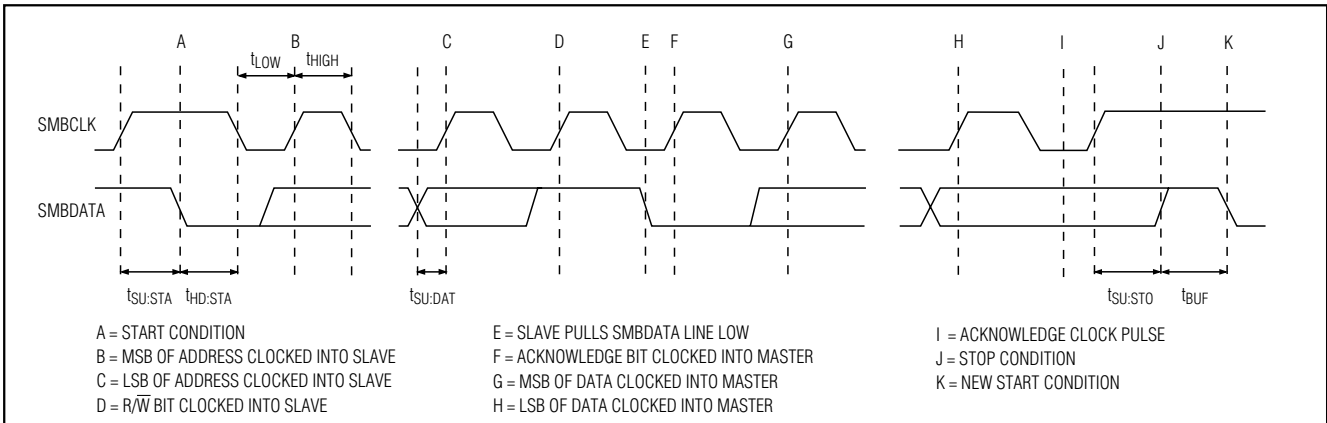 A B C D E F G H I J K
tLOW tHIGH
SMBCLK
SMBDATA
tSU:STA tHD:STA tSU:DAT tSU:STO tBUF
A = START CONDITION
B = MSB OF ADDRESS CLOCKED INTO SLAVE
C = LSB OF ADDRESS CLOCKED INTO SLAVE
D = R/W̅ BIT CLOCKED INTO SLAVE
E = SLAVE PULLS SMBDATA LINE LOW
F = ACKNOWLEDGE BIT CLOCKED INTO MASTER
G = MSB OF DATA CLOCKED INTO MASTER
H = LSB OF DATA CLOCKED INTO MASTER
I = ACKNOWLEDGE CLOCK PULSE
J = STOP CONDITION
K = NEW START CONDITION